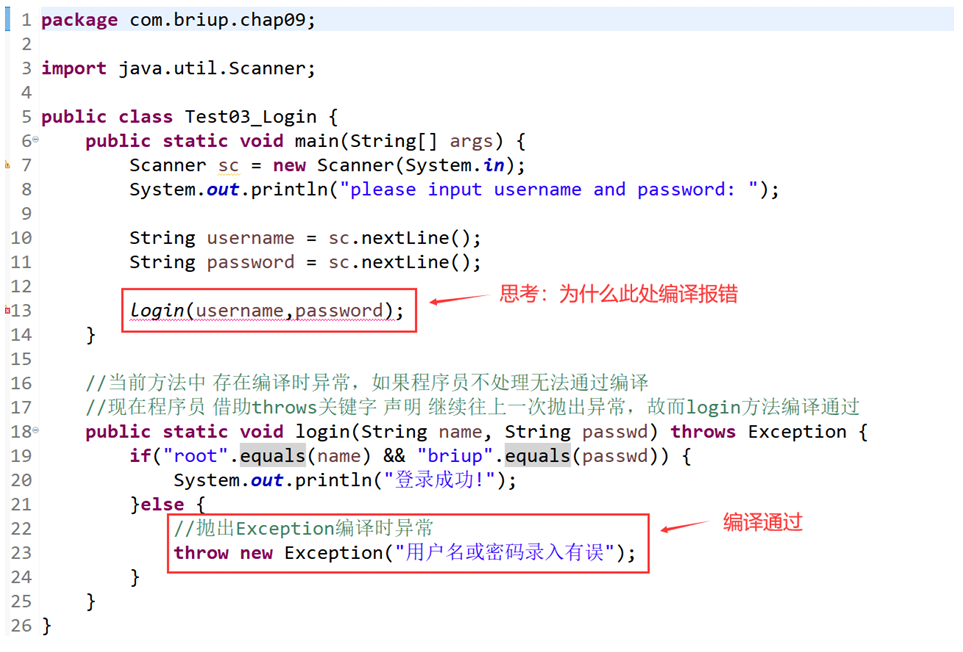 1 package com.briup.chap09;
2
3 import java.util.Scanner;
4
5 public class Test03_Login {
6 public static void main(String[] args) {
7 Scanner sc = new Scanner(System.in);
8 System.out.println("please input username and password: ");
9
10 String username = sc.nextLine();
11 String password = sc.nextLine();
12
13 login(username,password); 思考：为什么此处编译报错
14 }
15
16 //当前方法中 存在编译时异常，如果程序员不处理无法通过编译
17 //现在程序员 借助throws关键字 声明 继续往上一次抛出异常，故而login方法编译通过
18 public static void login(String name, String passwd) throws Exception {
19 if("root".equals(name) && "briup".equals(passwd)) {
20 System.out.println("登录成功!");
21 }else {
22 //抛出Exception编译时异常 编译通过
23 throw new Exception("用户名或密码录入有误");
24 }
25 }
26 }